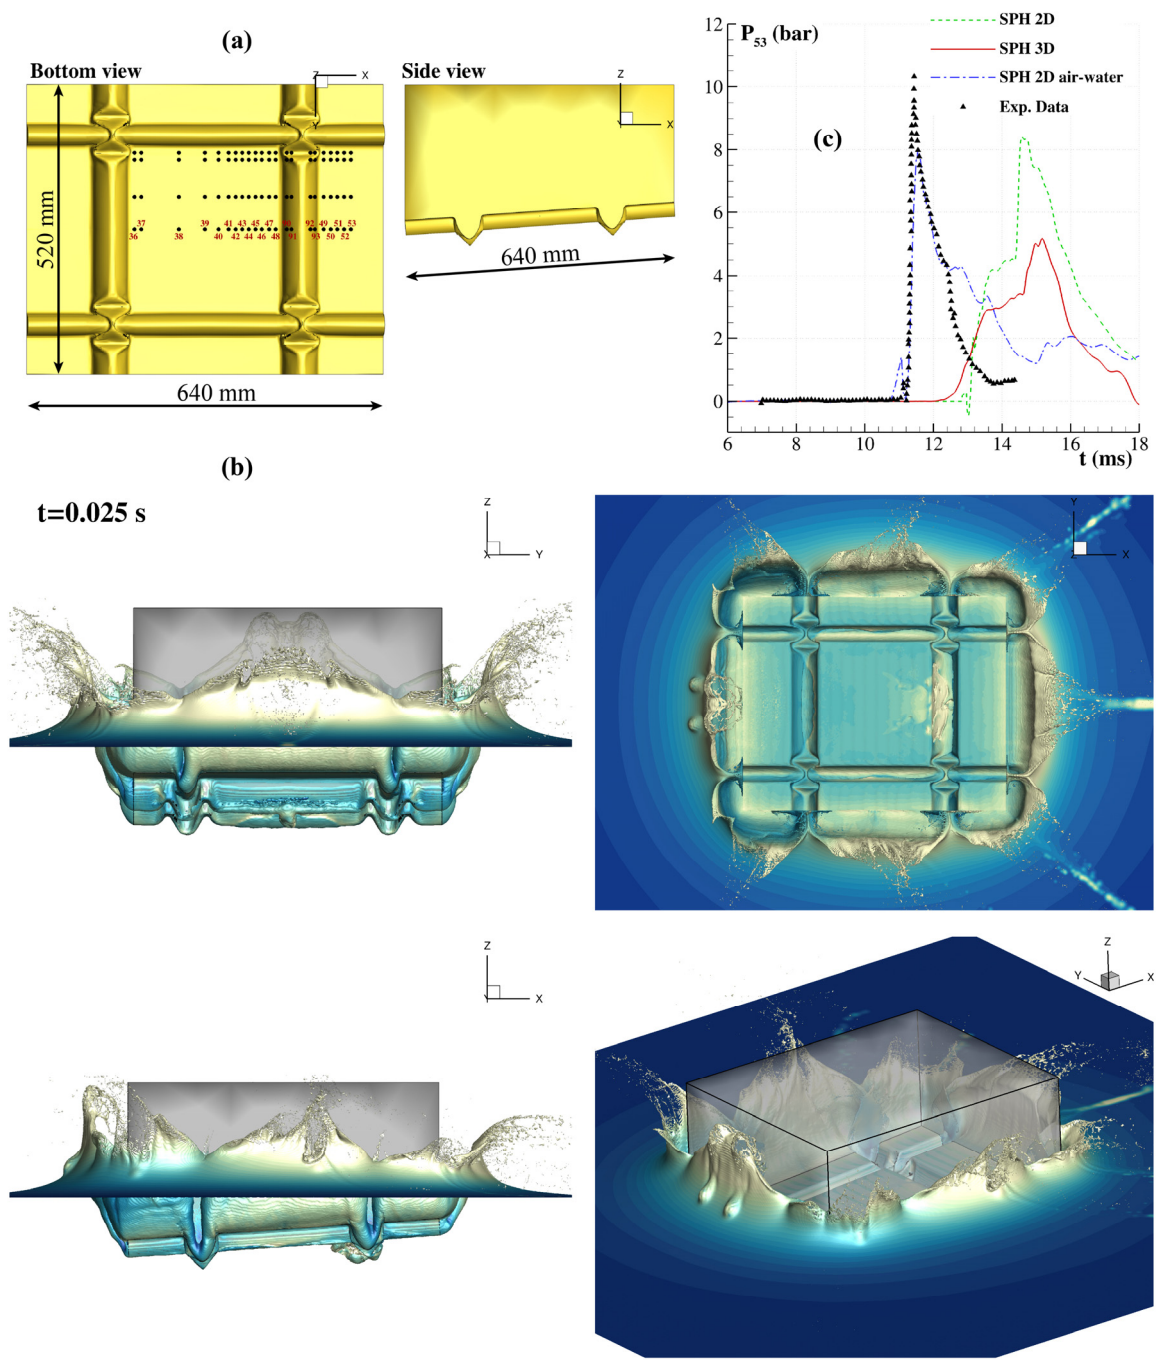 (a)
Bottom view
Z
X
Y
520 mm
37
39
41 43 45 47 90 92 49 51 53
36
38
40
42 44 46 48 91 93 50 52
640 mm
Side view
Z
Y
X
640 mm
P53 (bar)
SPH 2D
SPH 3D
SPH 2D air-water
Exp. Data
(c)
12
10
8
6
4
2
0
6 8 10 12 14 16 18
t (ms)
(b)
t=0.025 s
Z
X
Y
Y
Z
X
Z
Y
X
Z
Y
X